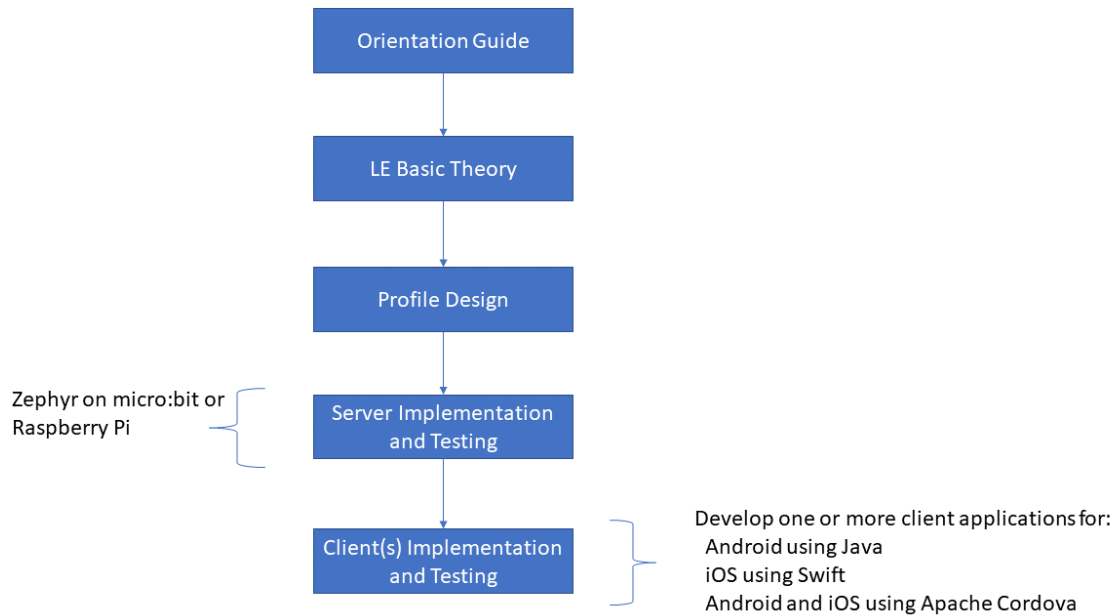 Orientation Guide
LE Basic Theory
Profile Design
Zephyr on micro:bit or
Raspberry Pi
Server Implementation
and Testing
Client(s) Implementation
and Testing
Develop one or more client applications for:
Android using Java
iOS using Swift
Android and iOS using Apache Cordova